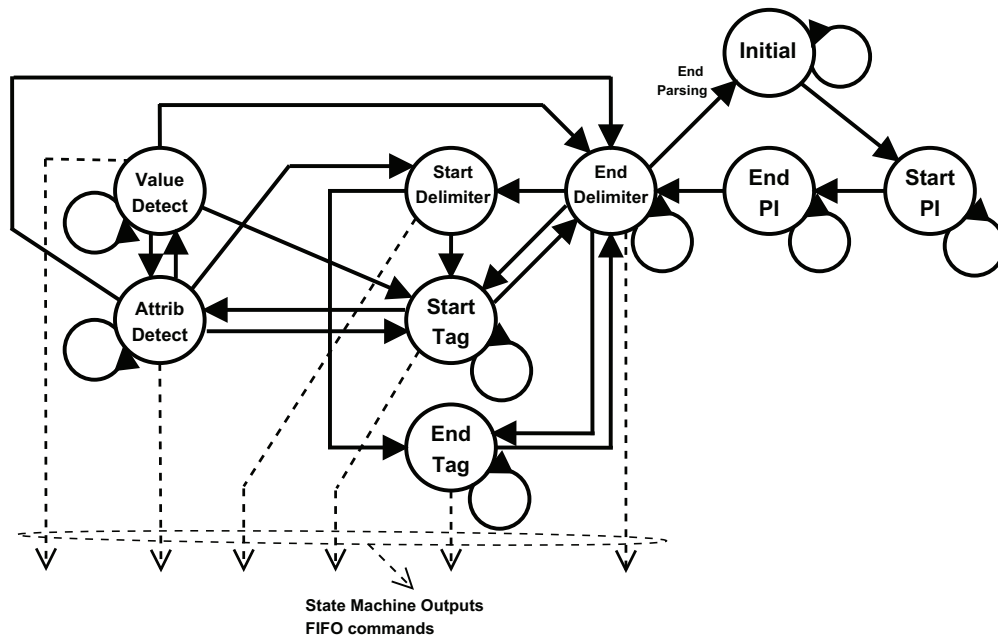 Initial
End
Parsing
Value
Detect
Start
Delimiter
End
Delimiter
End
PI
Start
PI
Attrib
Detect
Start
Tag
End
Tag
State Machine Outputs
FIFO commands